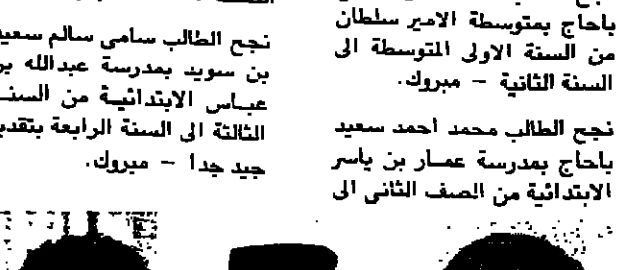 باحاج بمتوسطة الامير سلطان
من السنة الاولى المتوسطة الى
السنة الثانية – مبروك.
نجح الطالب محمد احمد سعيد
باحاج بمدرسة عمار بن ياسر
الابتدائية من الصف الثانى الى
نجح الطالب سامى سالم سعيد
بن سويد بمدرسة عبدالله بن
عباس الابتدائية من السنة
الثالثة الى السنة الرابعة بتقدير
جيد جدا – مبروك.